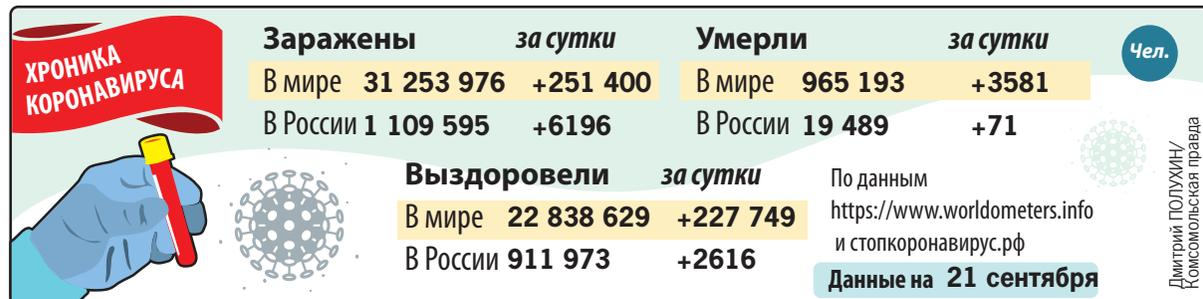 ХРОНИКА
КОРОНАВИРУСА
Заражены за сутки
В мире 31 253 976 +251 400
В России 1 109 595 +6196
Умерли за сутки
В мире 965 193 +3581
В России 19 489 +71
Чел.
Выздоровели за сутки
В мире 22 838 629 +227 749
В России 911 973 +2616
По данным
https://www.worldometers.info
и стопкоронавирус.рф
Данные на 21 сентября
Дмитрий ПОЛУХИН/
Комсомольская правда